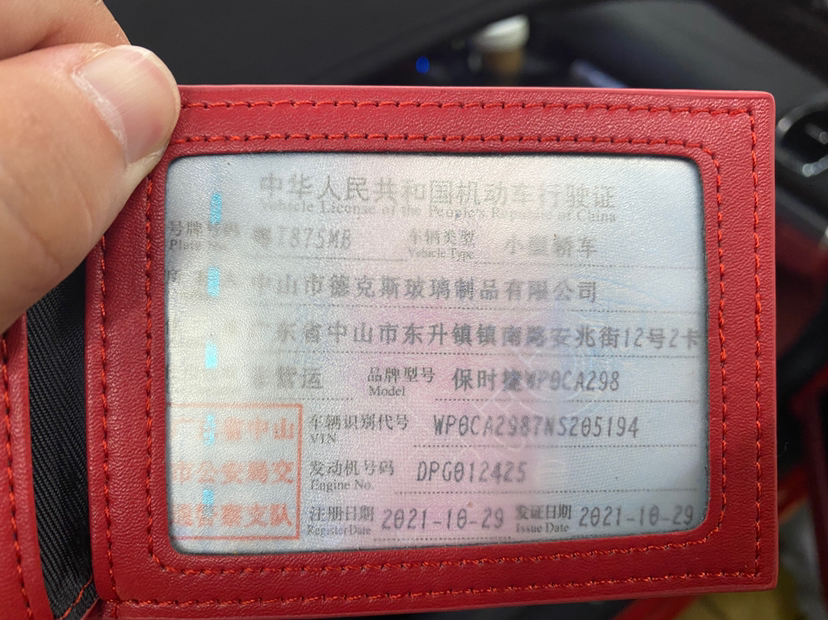 中华人民共和国机动车行驶证
Vehicle License of the People's Republic of China
号牌号码 粤T875MB 车辆类型 小型轿车
Plate No. Vehicle Type
中山市德克斯玻璃制品有限公司
广东省中山市东升镇镇南路安兆街12号2卡
非营运 品牌型号 保时捷WP0CA298
Model
广东省中山 车辆识别代号 WP0CA2987NS205194
VIN
市公安局交 发动机号码 DPG012425
Engine No.
通警察支队 注册日期 2021-10-29 发证日期 2021-10-29
Register Date Issue Date